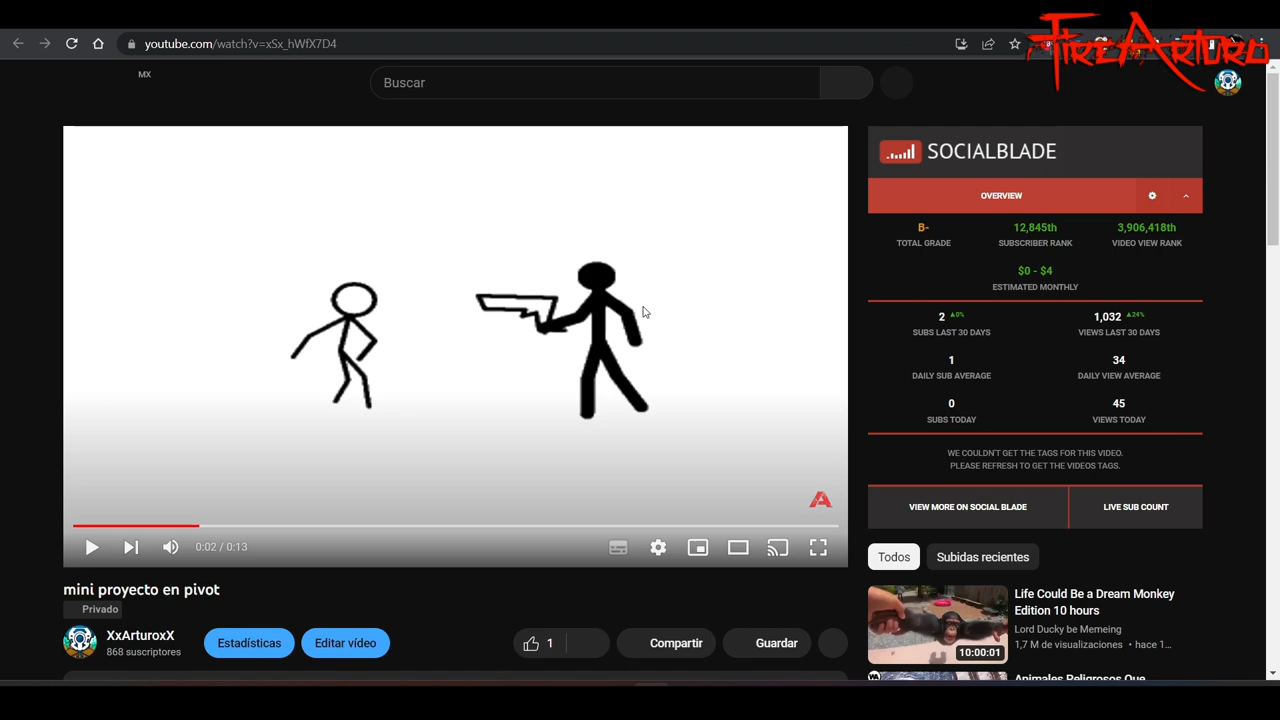 FireArturo
youtube.com/watch?v=xSx_hWfX7D4
MX
Buscar
SOCIALBLADE
OVERVIEW
B-
12,845th
3,906,418th
TOTAL GRADE
SUBSCRIBER RANK
VIDEO VIEW RANK
$0 - $4
ESTIMATED MONTHLY
2 ▲0%
1,032 ▲24%
SUBS LAST 30 DAYS
VIEWS LAST 30 DAYS
1
34
DAILY SUB AVERAGE
DAILY VIEW AVERAGE
0
45
SUBS TODAY
VIEWS TODAY
WE COULDN'T GET THE TAGS FOR THIS VIDEO.
PLEASE REFRESH TO GET THE VIDEOS TAGS.
VIEW MORE ON SOCIAL BLADE
LIVE SUB COUNT
0:02 / 0:13
Todos
Subidas recientes
mini proyecto en pivot
Privado
XxArturoxX
868 suscriptores
Estadísticas
Editar vídeo
1
Compartir
Guardar
Life Could Be a Dream Monkey
Edition 10 hours
Lord Ducky be Memeing
1,7 M de visualizaciones • hace 1...
10:00:01
Animales Peligrosos Que